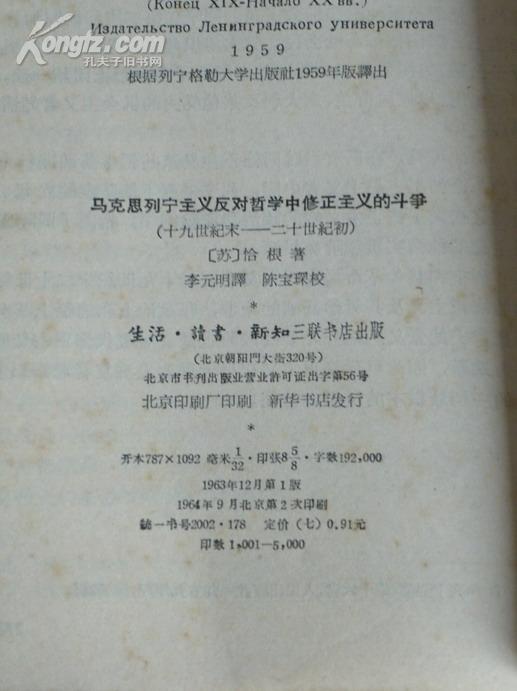 (Конец XIX-Начало XX вв.)
Издательство Ленинградского университета
1959
根据列宁格勒大学出版社1959年版譯出
Kongfz.com
孔夫子旧书网
马克思列宁主义反对哲学中修正主义的斗爭
(十九世紀末——二十世紀初)
〔苏〕恰根 著
李元明譯 陈宝琛校
*
生活·讀書·新知三联书店出版
(北京朝阳門大街320号)
北京市书刊出版业营业許可证出字第56号
北京印刷厂印刷 新华书店发行
*
开本787×1092 毫米1/32·印张8 5/8·字数192,000
1963年12月第1版
1964年9月北京第2次印刷
統一书号2002·178 定价(七)0.91元
印数1,001—5,000